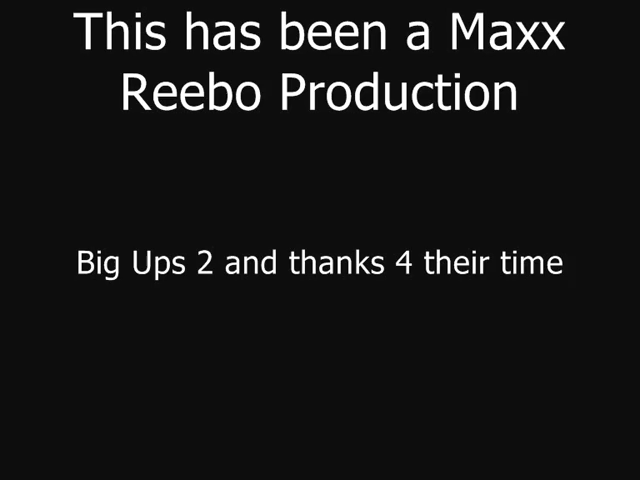 This has been a Maxx
Reebo Production
Big Ups 2 and thanks 4 their time